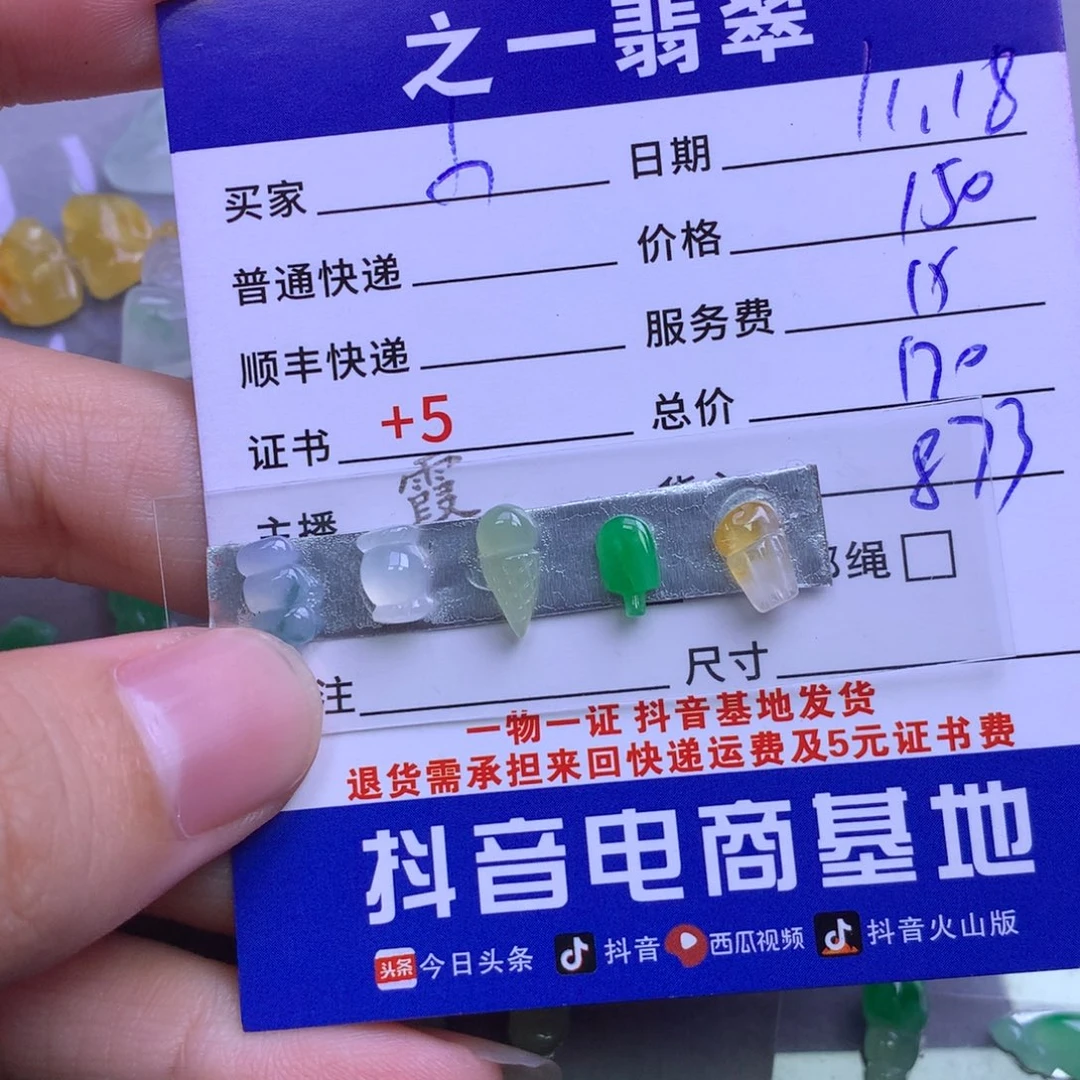 之一翡翠
买家 日期 11.18
普通快递 价格 150
顺丰快递 服务费
证书 +5 总价 170
主播 霞 873
绳
注 尺寸
一物一证 抖音基地发货
退货需承担来回快递运费及5元证书费
抖音电商基地
头条 今日头条 抖音 西瓜视频 抖音火山版